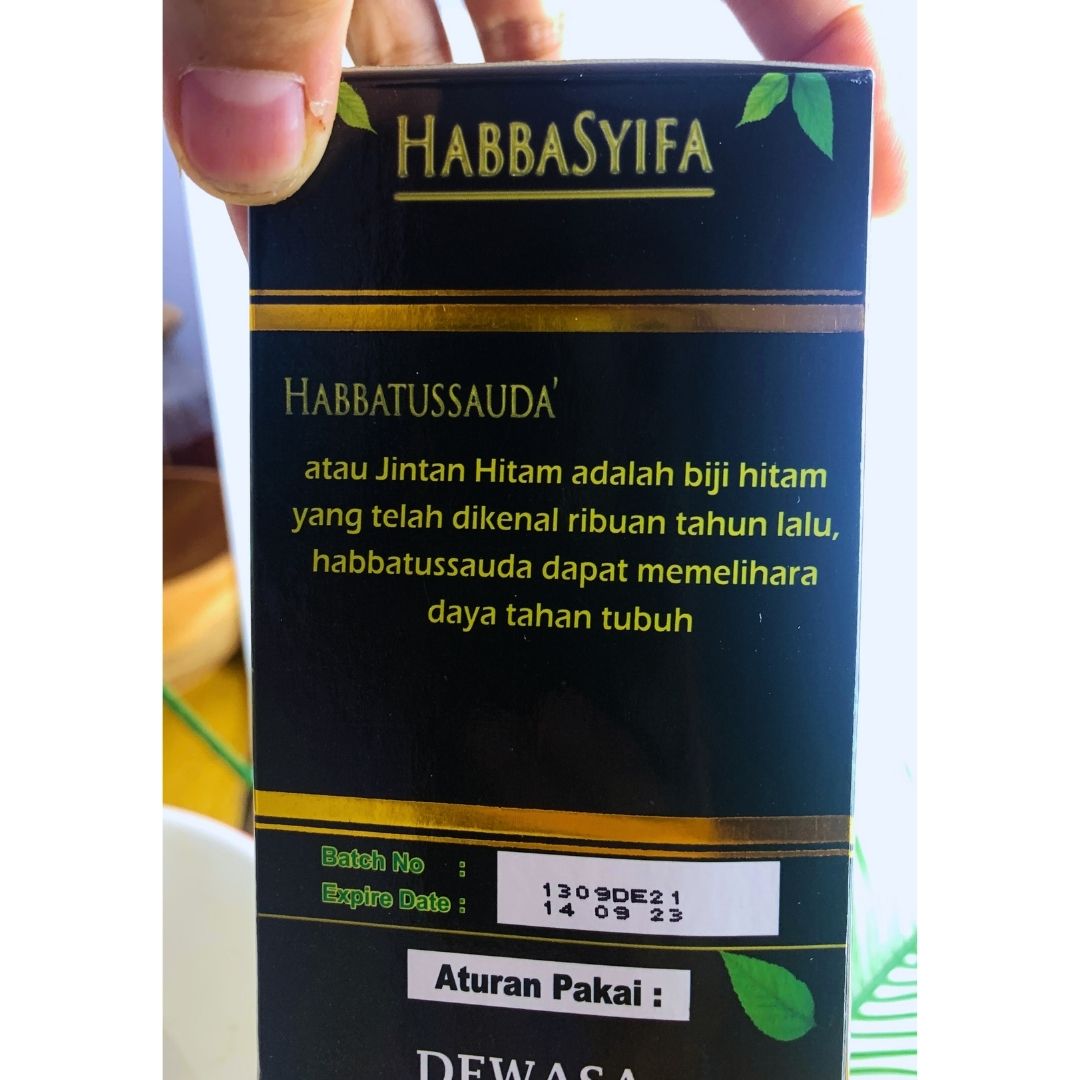 HABBASYIFA
HABBATUSSAUDA'
atau Jintan Hitam adalah biji hitam
yang telah dikenal ribuan tahun lalu,
habbatussauda dapat memelihara
daya tahan tubuh
Batch No : 1309DE21
Expire Date : 14 09 23
Aturan Pakai :
DEWASA